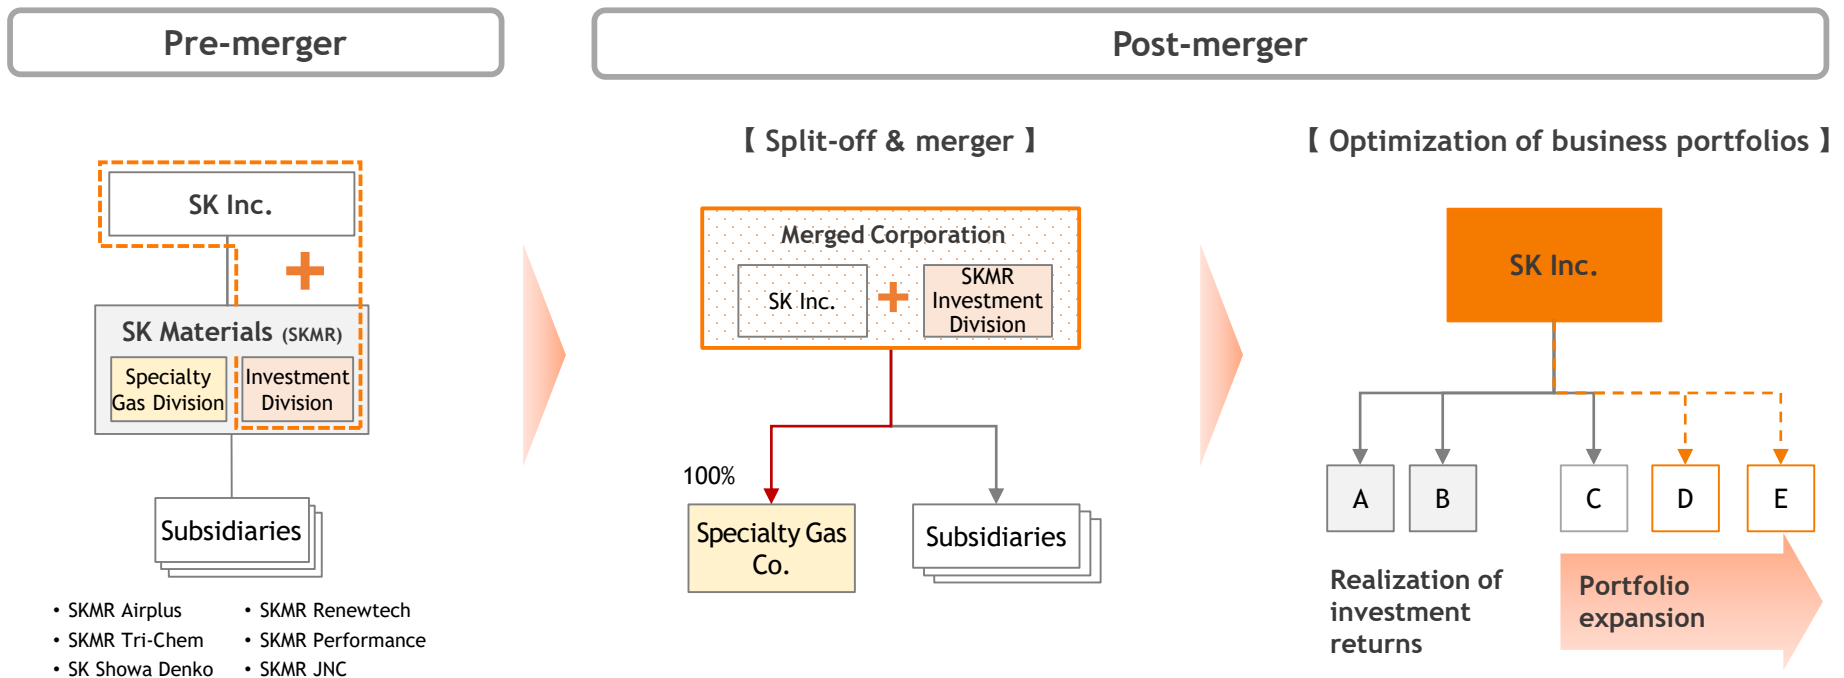 Pre-merger
Post-merger
【 Split-off & merger 】
【 Optimization of business portfolios 】
SK Inc.
SK Materials (SKMR)
Specialty
Gas Division
Investment
Division
Subsidiaries
• SKMR Airplus
• SKMR Tri-Chem
• SK Showa Denko
• SKMR Renewtech
• SKMR Performance
• SKMR JNC
Merged Corporation
SK Inc.
SKMR
Investment
Division
100%
Specialty Gas
Co.
Subsidiaries
SK Inc.
A
B
C
D
E
Realization of
investment
returns
Portfolio
expansion